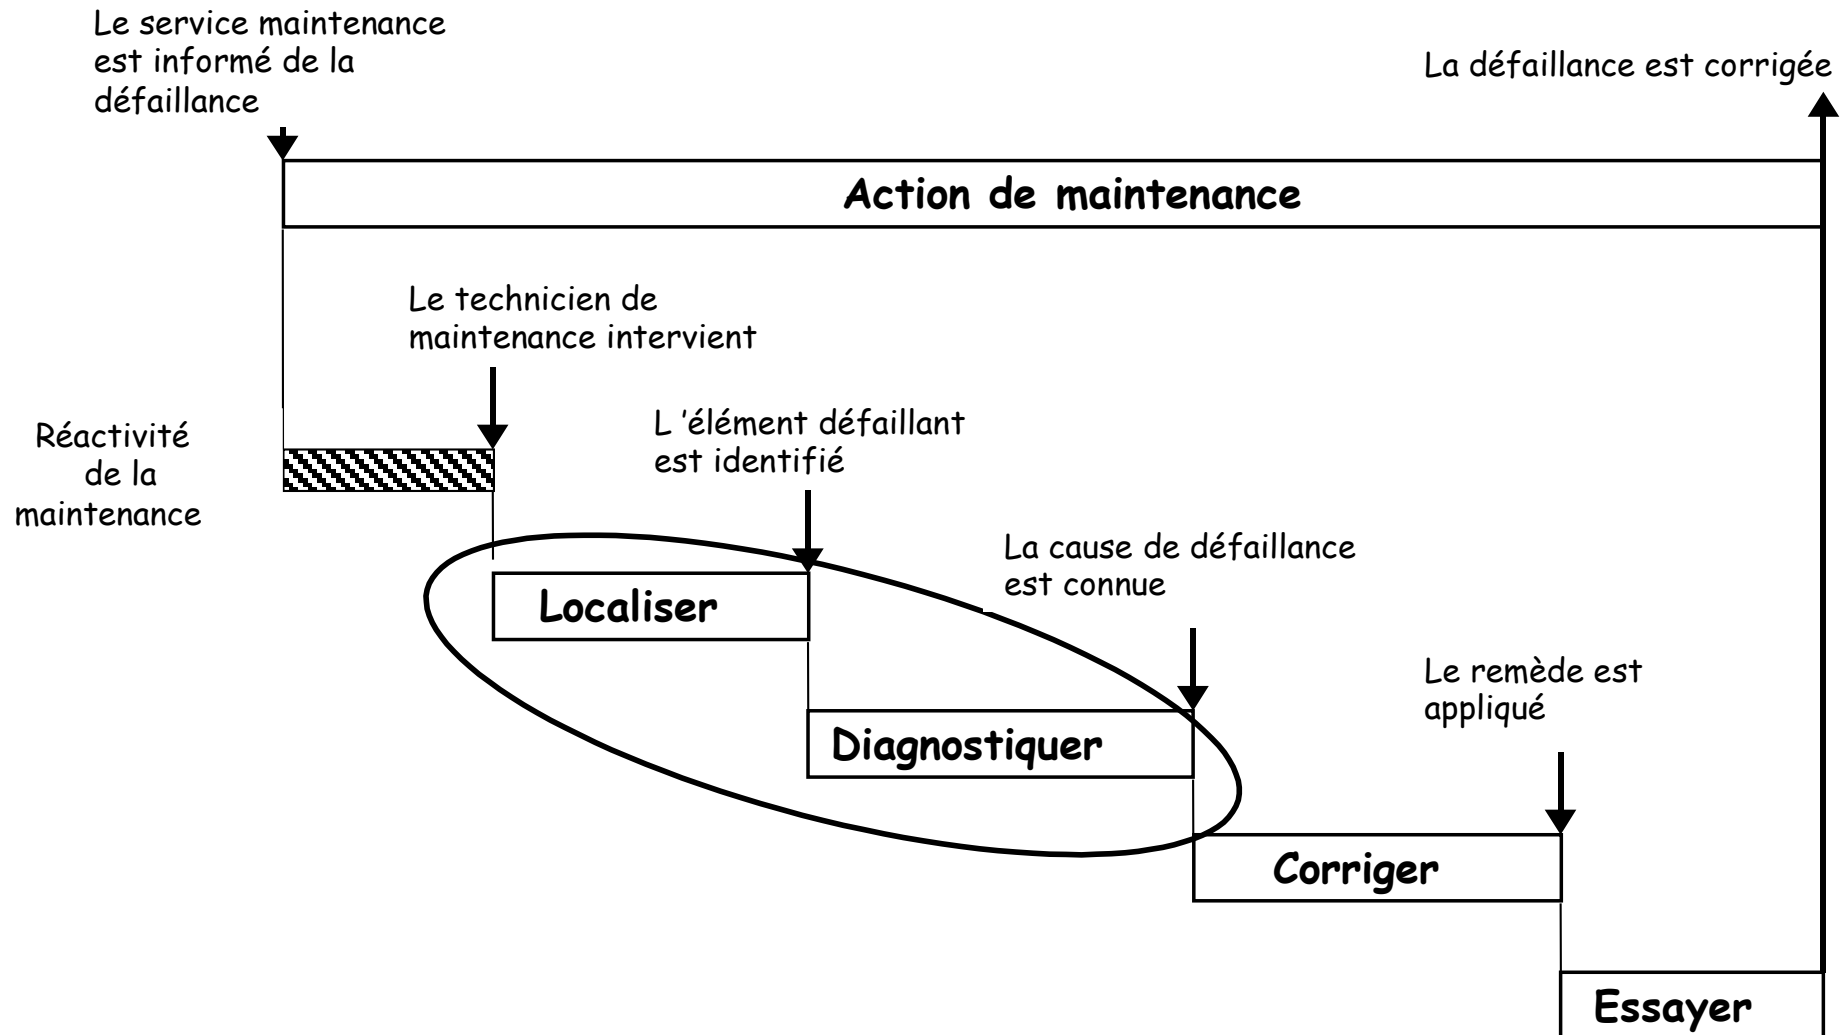 Le service maintenance
est informé de la
défaillance
La défaillance est corrigée
Action de maintenance
Le technicien de
maintenance intervient
L 'élément défaillant
est identifié
Réactivité
de la
maintenance
La cause de défaillance
est connue
Localiser
Le remède est
appliqué
Diagnostiquer
Corriger
Essayer